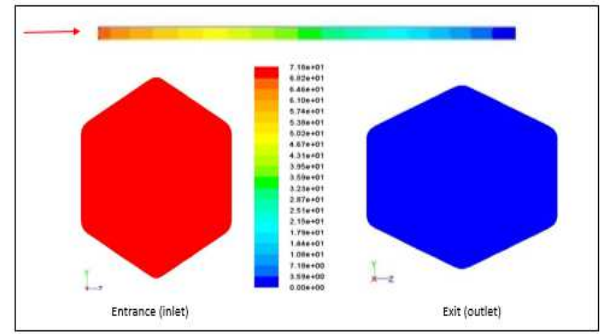 7.18e+01
6.82e+01
6.46e+01
6.10e+01
5.74e+01
5.38e+01
5.02e+01
4.67e+01
4.31e+01
3.95e+01
3.59e+01
3.23e+01
2.87e+01
2.51e+01
2.15e+01
1.79e+01
1.44e+01
1.08e+01
7.18e+00
3.59e+00
0.00e+00
Y
Z
Y
X
Z
Entrance (inlet)
Exit (outlet)